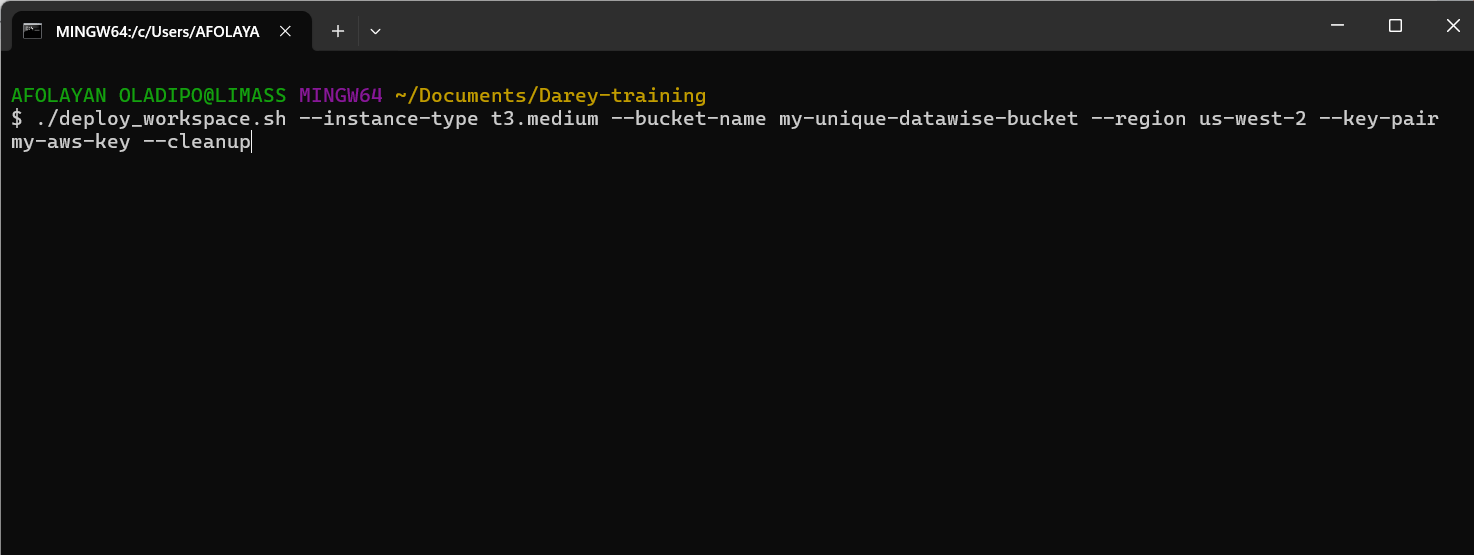 MINGW64:/c/Users/AFOLAYA
AFOLAYAN OLADIPO@LIMASS MINGW64 ~/Documents/Darey-training
$ ./deploy_workspace.sh --instance-type t3.medium --bucket-name my-unique-datawise-bucket --region us-west-2 --key-pair
my-aws-key --cleanup